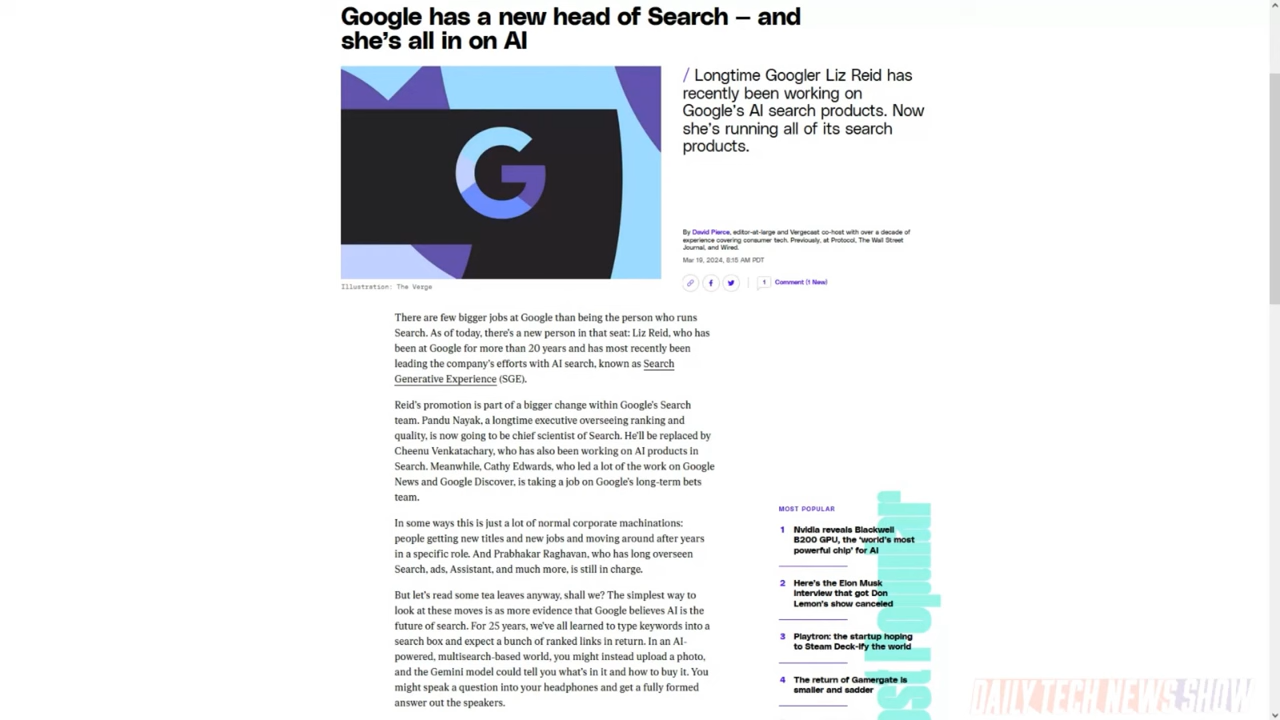 Google has a new head of Search — and
she's all in on AI
/ Longtime Googler Liz Reid has
recently been working on
Google's AI search products. Now
she's running all of its search
products.
By David Pierce, editor-at-large and Vergecast co-host with over a decade of
experience covering consumer tech. Previously, at Protocol, The Wall Street
Journal, and Wired.
Mar 19, 2024, 8:15 AM PDT
1 Comment (1 New)
Illustration: The Verge
There are few bigger jobs at Google than being the person who runs
Search. As of today, there's a new person in that seat: Liz Reid, who has
been at Google for more than 20 years and has most recently been
leading the company's efforts with AI search, known as Search
Generative Experience (SGE).
Reid's promotion is part of a bigger change within Google's Search
team. Pandu Nayak, a longtime executive overseeing ranking and
quality, is now going to be chief scientist of Search. He'll be replaced by
Cheenu Venkatachary, who has also been working on AI products in
Search. Meanwhile, Cathy Edwards, who led a lot of the work on Google
News and Google Discover, is taking a job on Google's long-term bets
team.
In some ways this is just a lot of normal corporate machinations:
people getting new titles and new jobs and moving around after years
in a specific role. And Prabhakar Raghavan, who has long overseen
Search, ads, Assistant, and much more, is still in charge.
But let's read some tea leaves anyway, shall we? The simplest way to
look at these moves is as more evidence that Google believes AI is the
future of search. For 25 years, we've all learned to type keywords into a
search box and expect a bunch of ranked links in return. In an AI-
powered, multisearch-based world, you might instead upload a photo,
and the Gemini model could tell you what's in it and how to buy it. You
might speak a question into your headphones and get a fully formed
answer out the speakers.
MOST POPULAR
1 Nvidia reveals Blackwell
B200 GPU, the 'world's most
powerful chip' for AI
2 Here's the Elon Musk
interview that got Don
Lemon's show canceled
3 Playtron: the startup hoping
to Steam Deck-ify the world
4 The return of Gamergate is
smaller and sadder
st Popular
DAILY TECH NEWS SHOW